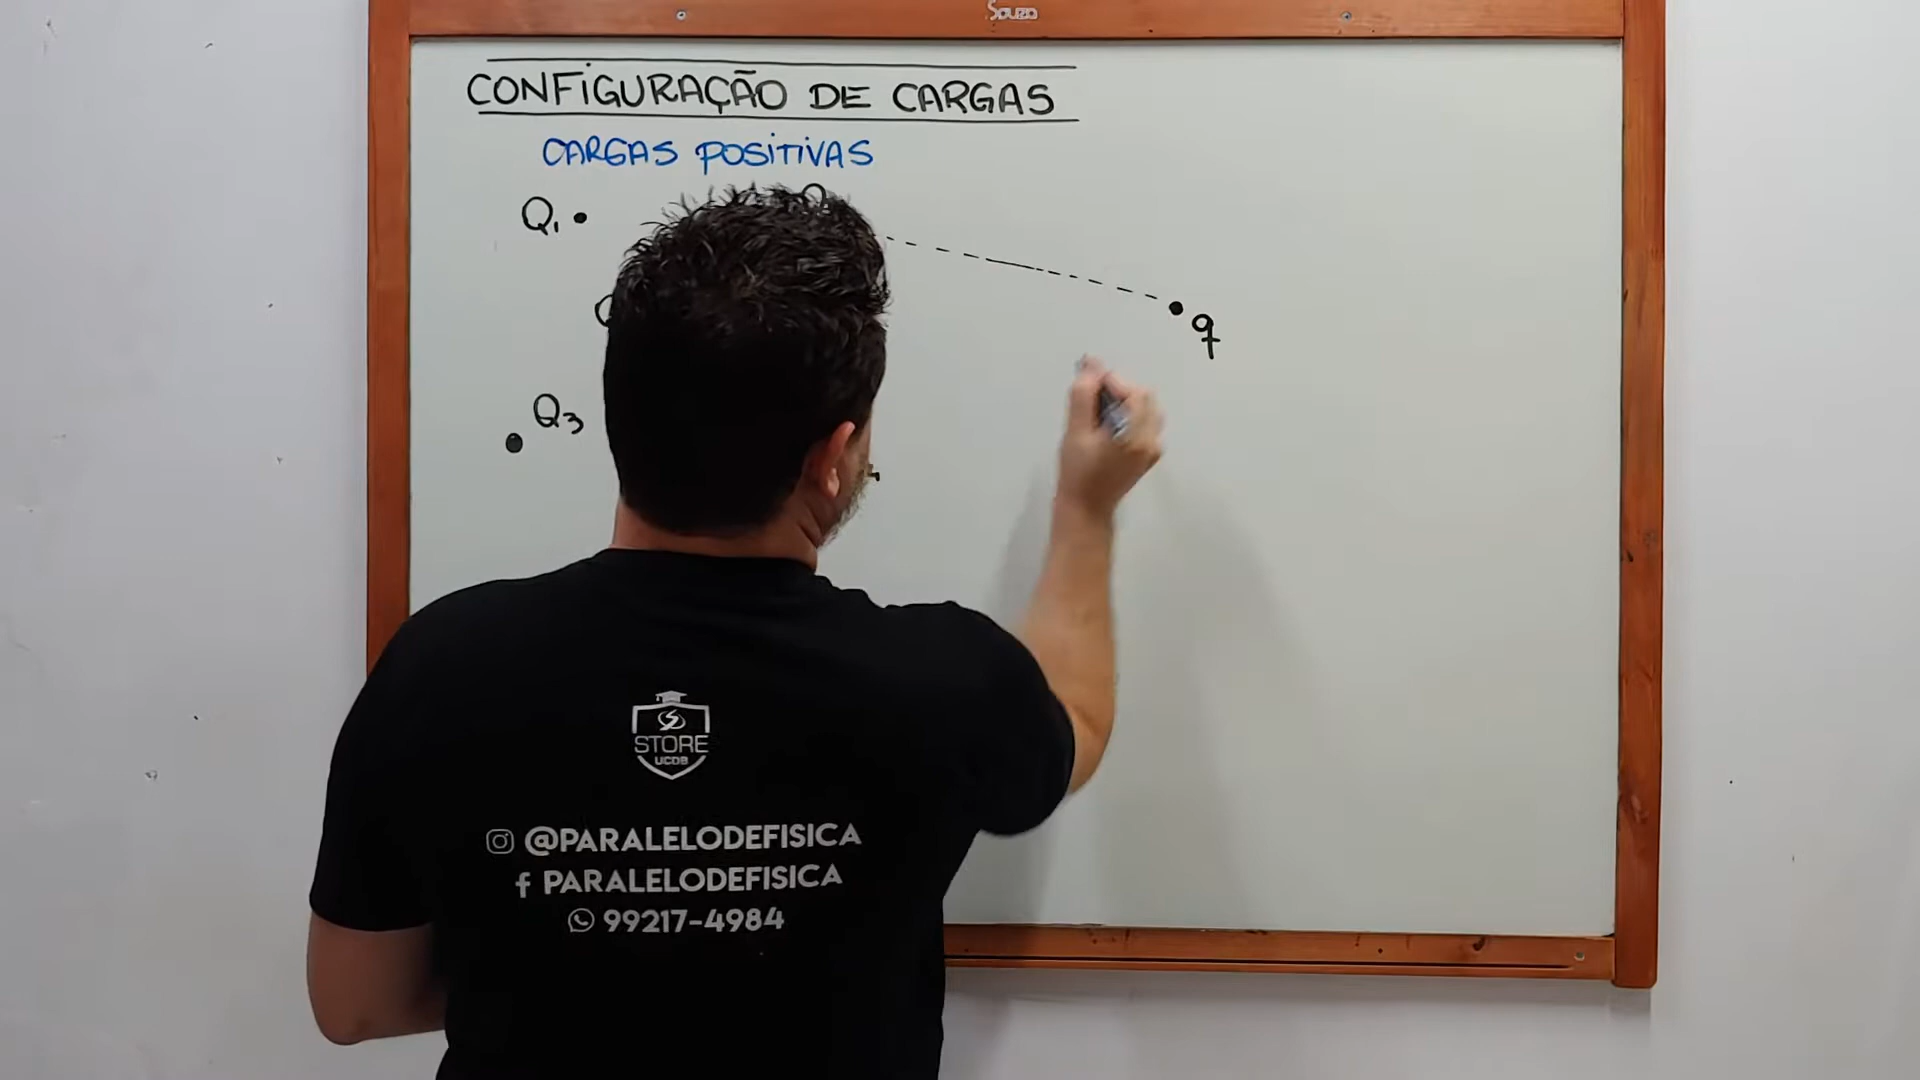 Souza
CONFIGURAÇÃO DE CARGAS
CARGAS POSITIVAS
Q1
q
Q3
STORE
UCDB
@PARALELODEFISICA
PARALELODEFISICA
99217-4984